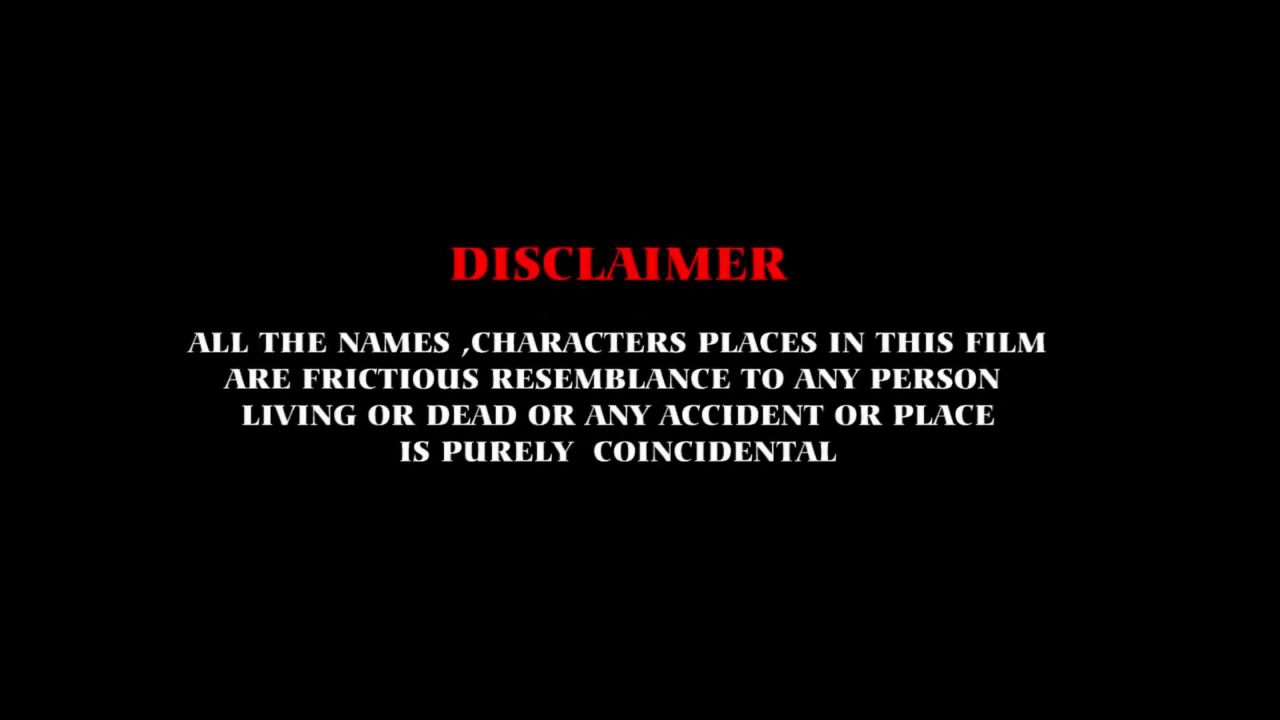 DISCLAIMER
ALL THE NAMES ,CHARACTERS PLACES IN THIS FILM
ARE FRICTIOUS RESEMBLANCE TO ANY PERSON
LIVING OR DEAD OR ANY ACCIDENT OR PLACE
IS PURELY  COINCIDENTAL